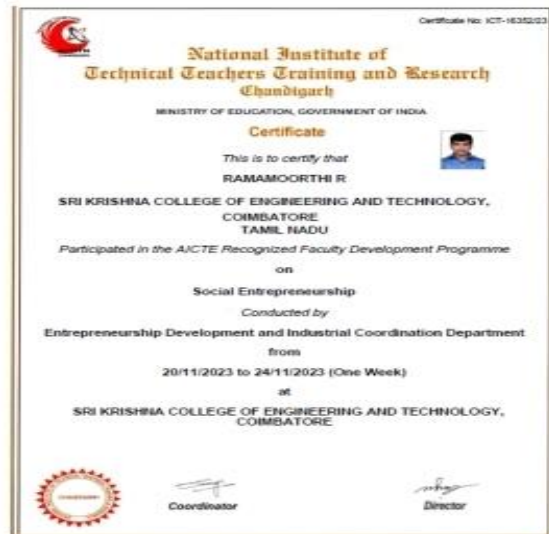 Certificate No: ICT-16352/23
National Institute of
Technical Teachers Training and Research
Chandigarh
MINISTRY OF EDUCATION, GOVERNMENT OF INDIA
Certificate
This is to certify that
RAMAMOORTHI R
SRI KRISHNA COLLEGE OF ENGINEERING AND TECHNOLOGY,
COIMBATORE
TAMIL NADU
Participated in the AICTE Recognized Faculty Development Programme
on
Social Entrepreneurship
Conducted by
Entrepreneurship Development and Industrial Coordination Department
from
20/11/2023 to 24/11/2023 (One Week)
at
SRI KRISHNA COLLEGE OF ENGINEERING AND TECHNOLOGY,
COIMBATORE
Coordinator
Director